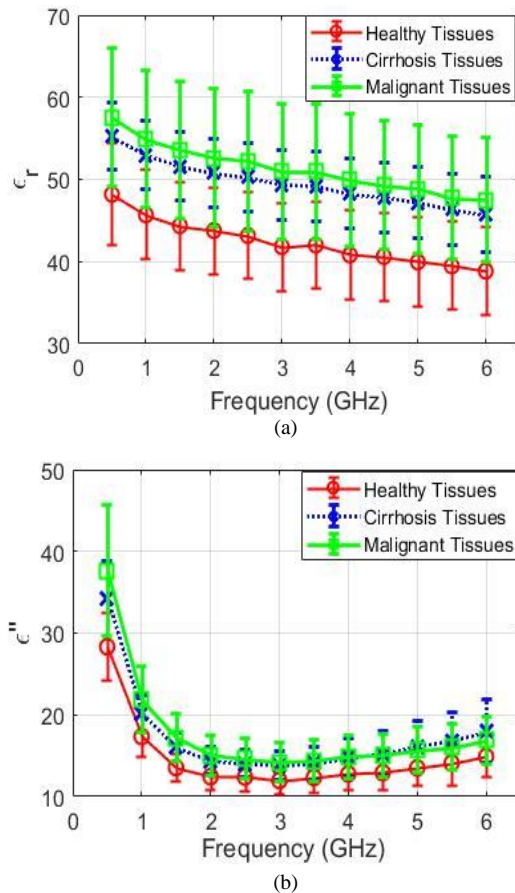 70
60
50
40
30
ϵr
Healthy Tissues
Cirrhosis Tissues
Malignant Tissues
0 1 2 3 4 5 6
Frequency (GHz)
(a)
50
40
30
20
10
ϵ"
Healthy Tissues
Cirrhosis Tissues
Malignant Tissues
0 1 2 3 4 5 6
Frequency (GHz)
(b)